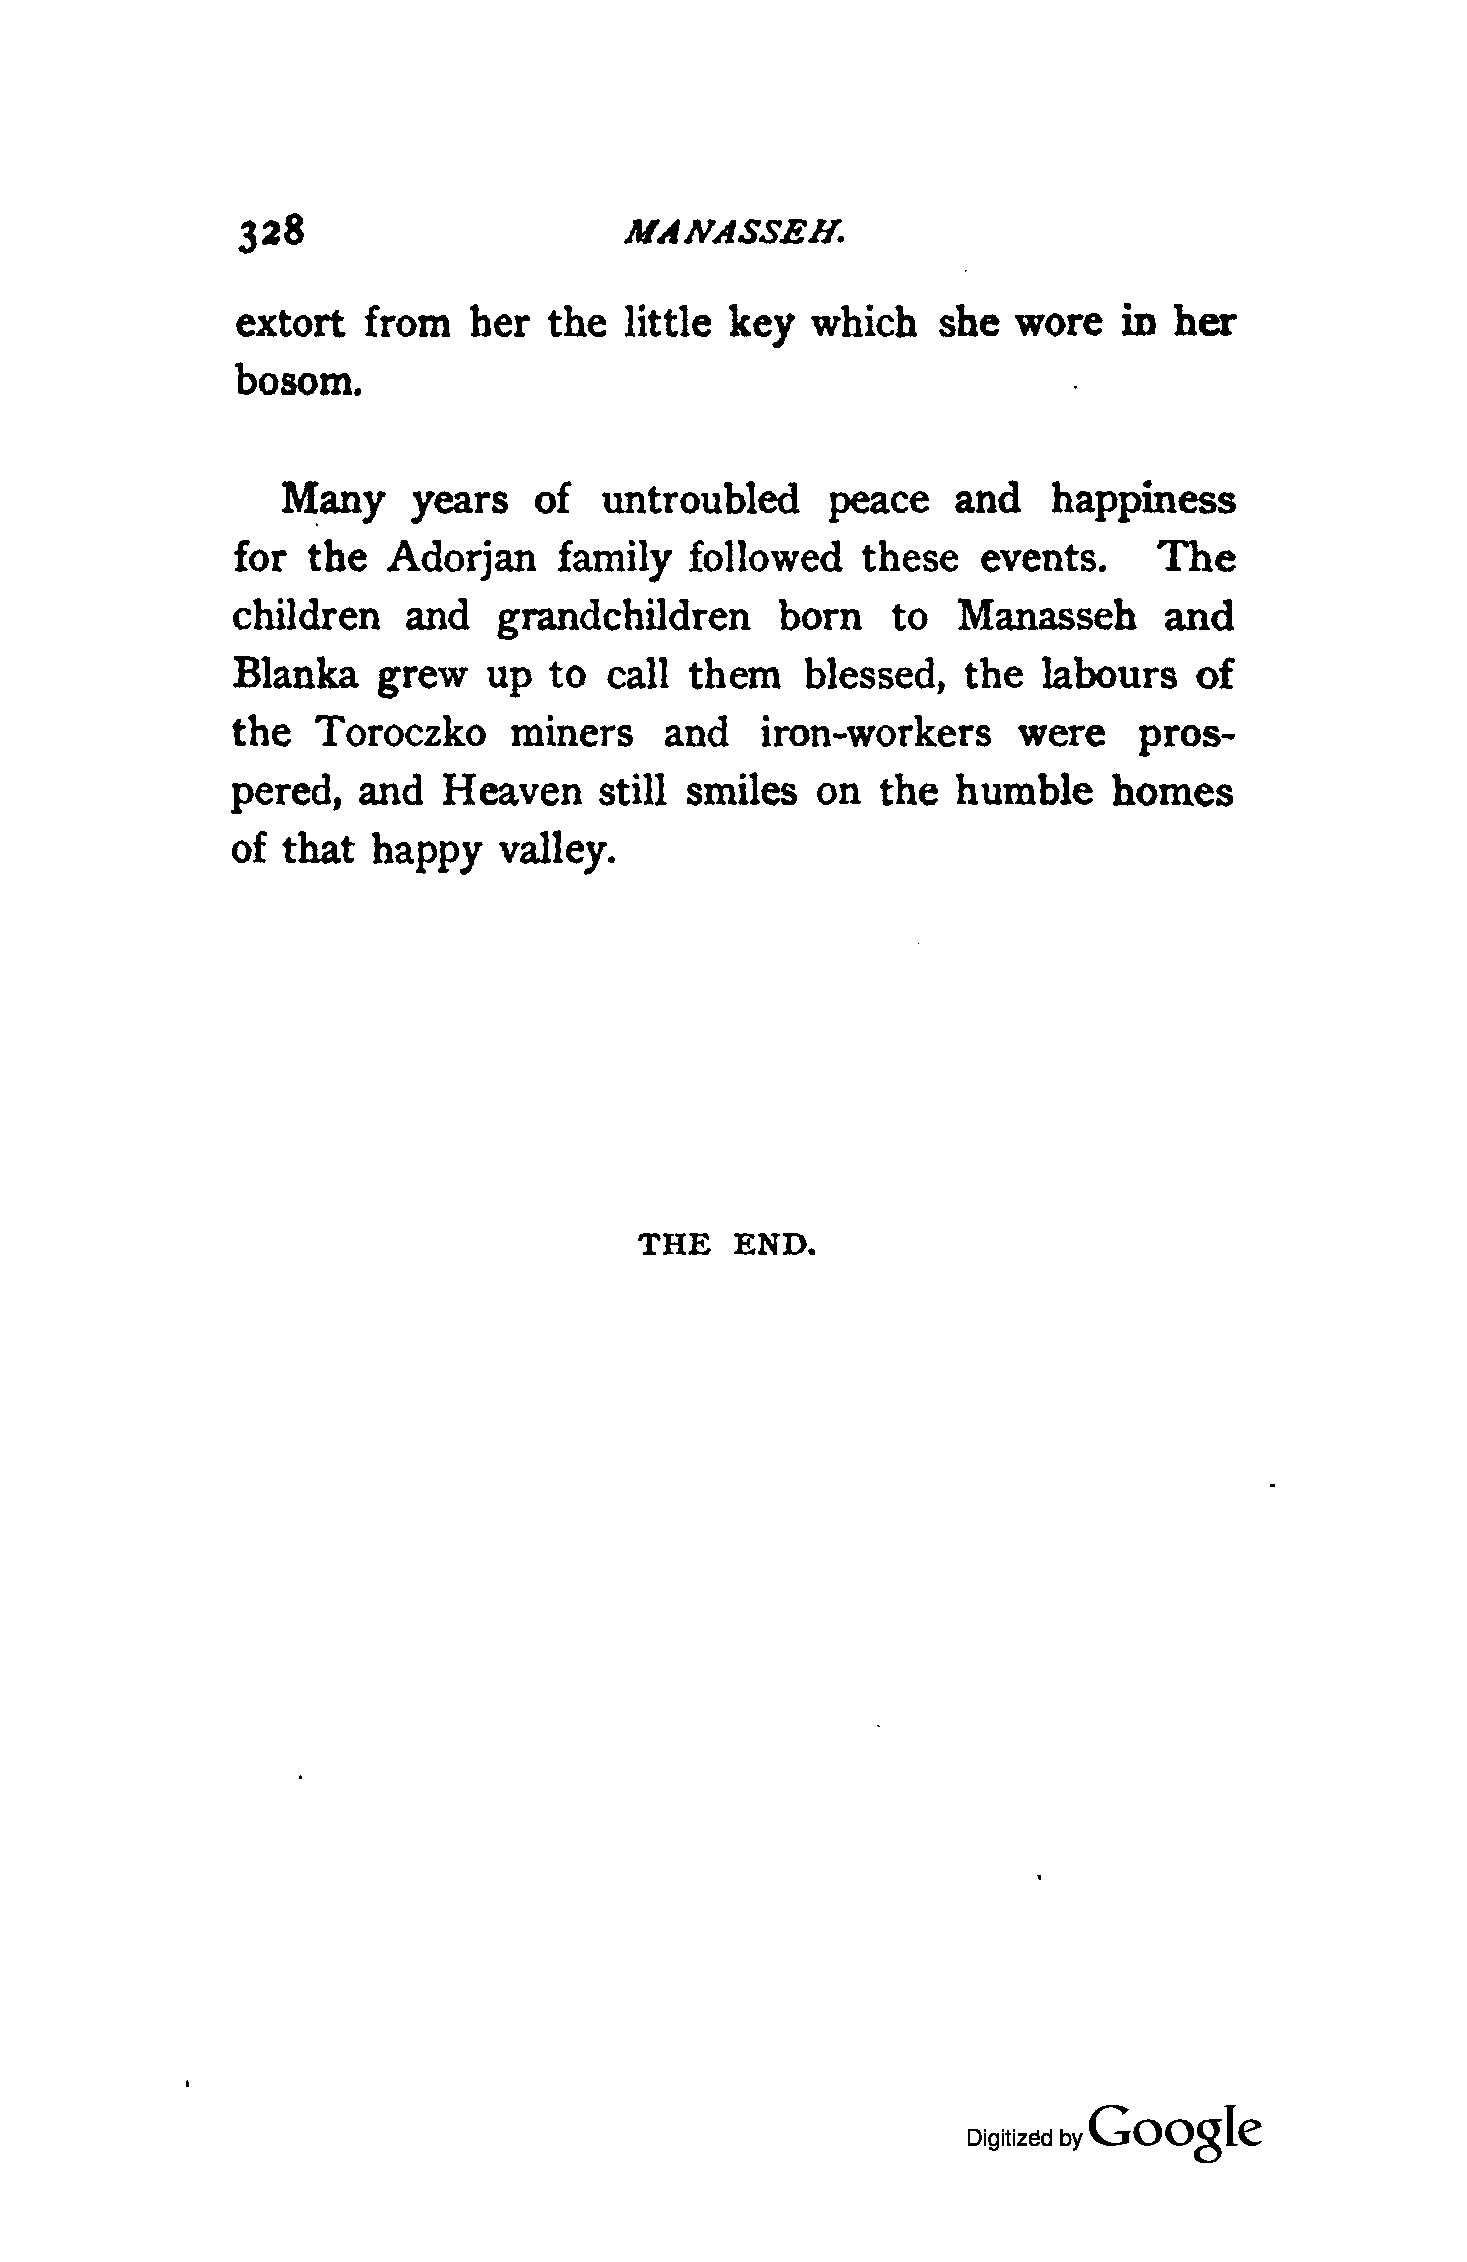 328 MANASSEH.
extort from her the little key which she wore in her
bosom.
Many years of untroubled peace and happiness
for the Adorjan family followed these events. The
children and grandchildren born to Manasseh and
Blanka grew up to call them blessed, the labours of
the Toroczko miners and iron-workers were pros-
pered, and Heaven still smiles on the humble homes
of that happy valley.
THE END.
Digitized by Google